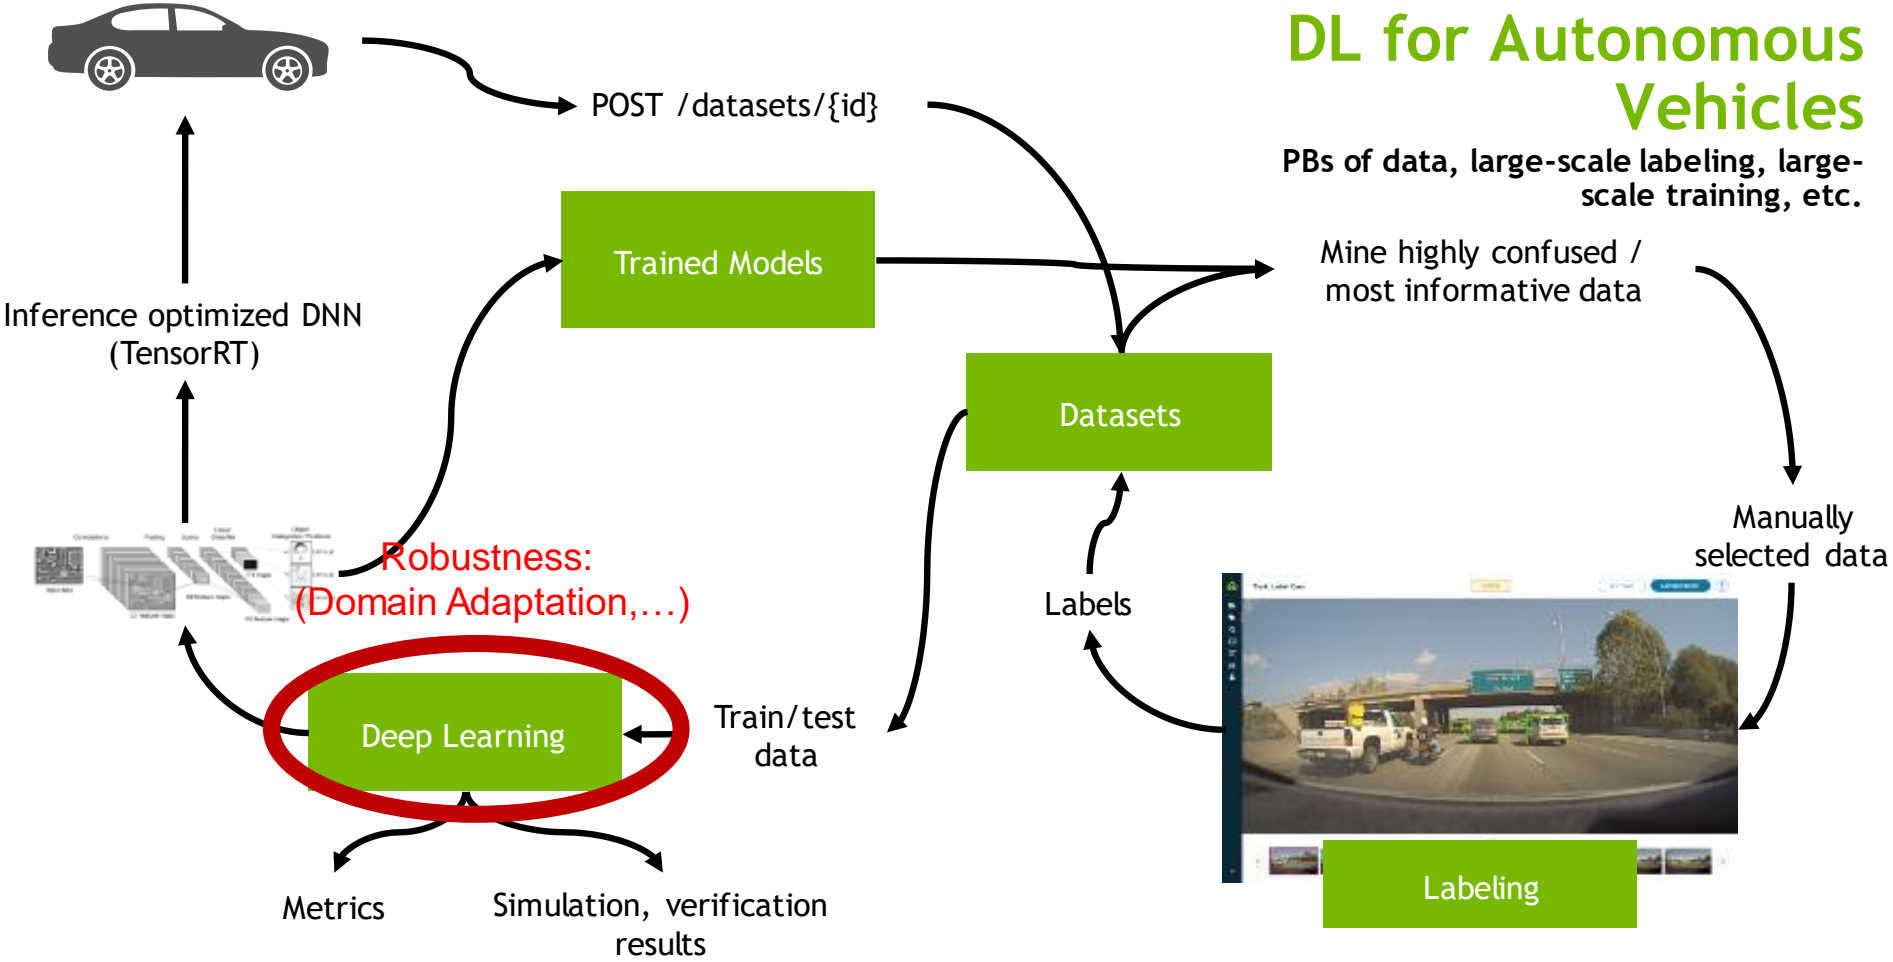 DL for Autonomous
Vehicles
PBs of data, large-scale labeling, large-
scale training, etc.
POST /datasets/{id}
Trained Models
Mine highly confused /
most informative data
Inference optimized DNN
(TensorRT)
Datasets
Manually
selected data
Robustness:
(Domain Adaptation,...)
Labels
Deep Learning
Train/test
data
Metrics
Simulation, verification
results
Labeling